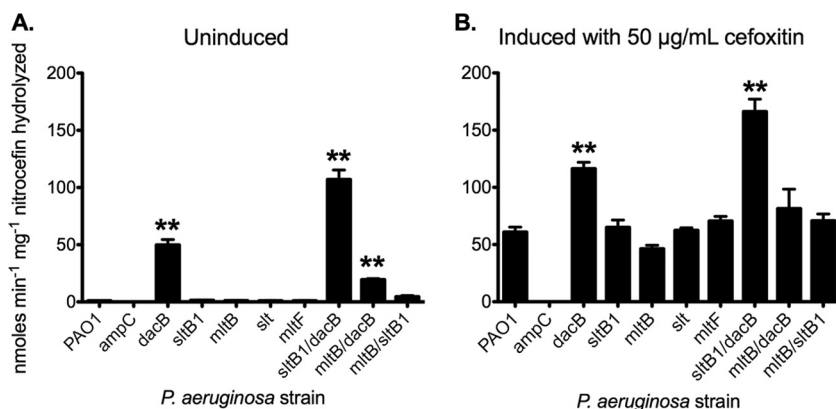 A.
Uninduced
nmoles min-1 mg-1 nitrocefin hydrolyzed
200
150
100
50
0
**
**
**
PAO1
ampC
dacB
sltB1
mltB
slt
mltF
sltB1/dacB
mltB/dacB
mltB/sltB1
P. aeruginosa strain
B.
Induced with 50 µg/mL cefoxitin
200
150
100
50
0
**
**
PAO1
ampC
dacB
sltB1
mltB
slt
mltF
sltB1/dacB
mltB/dacB
mltB/sltB1
P. aeruginosa strain